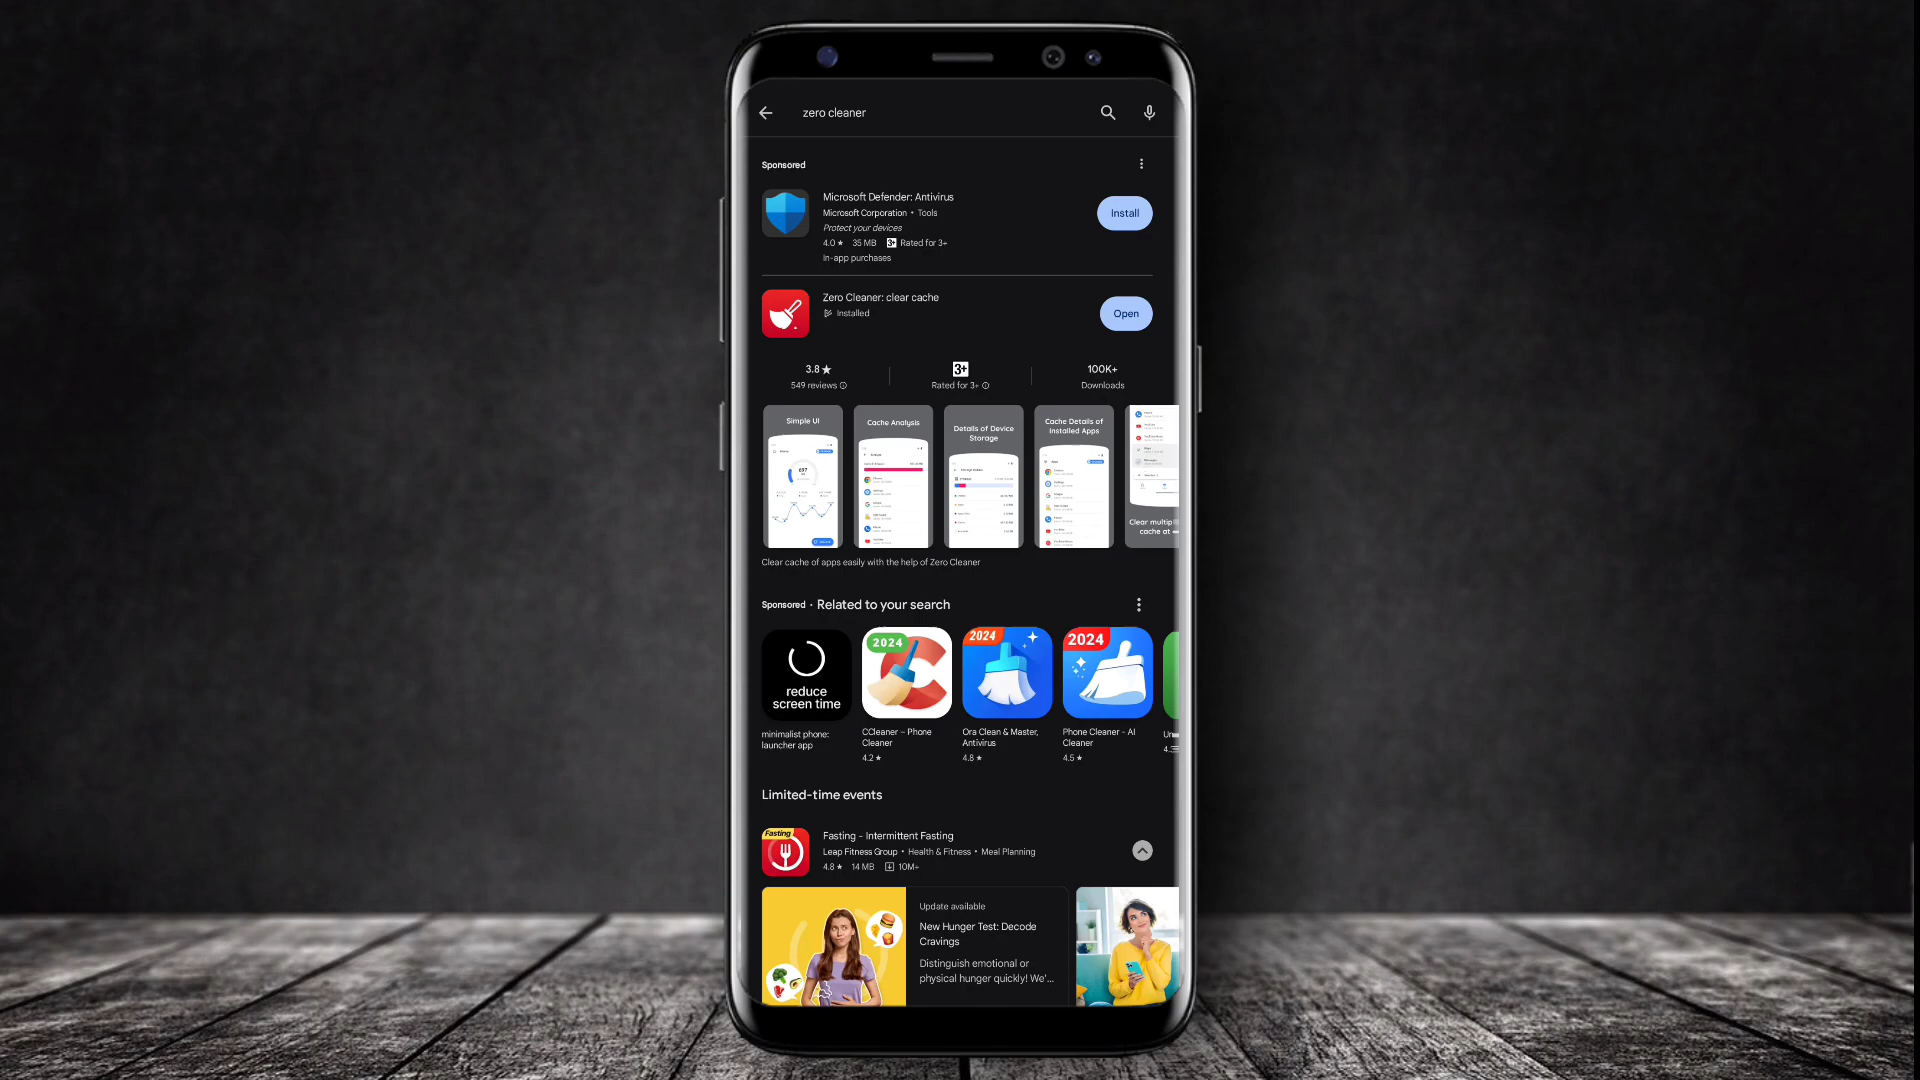 zero cleaner
Sponsored
Microsoft Defender: Antivirus
Microsoft Corporation • Tools
Protect your devices
4.0 ★ 35 MB 3+ Rated for 3+
In-app purchases
Install
Zero Cleaner: clear cache
Installed
Open
3.8 ★
549 reviews
3+
Rated for 3+
100K+
Downloads
Simple UI
Cache Analysis
Details of Device
Storage
Cache Details of
Installed Apps
Clear multip
cache at
Clear cache of apps easily with the help of Zero Cleaner
Sponsored · Related to your search
reduce
screen time
minimalist phone:
launcher app
2024
CCleaner – Phone
Cleaner
4.2 ★
2024
Ora Clean & Master,
Antivirus
4.8 ★
2024
Phone Cleaner - AI
Cleaner
4.5 ★
Limited-time events
Fasting
Fasting - Intermittent Fasting
Leap Fitness Group • Health & Fitness • Meal Planning
4.8 ★ 14 MB 10M+
Update available
New Hunger Test: Decode
Cravings
Distinguish emotional or
physical hunger quickly! We'...